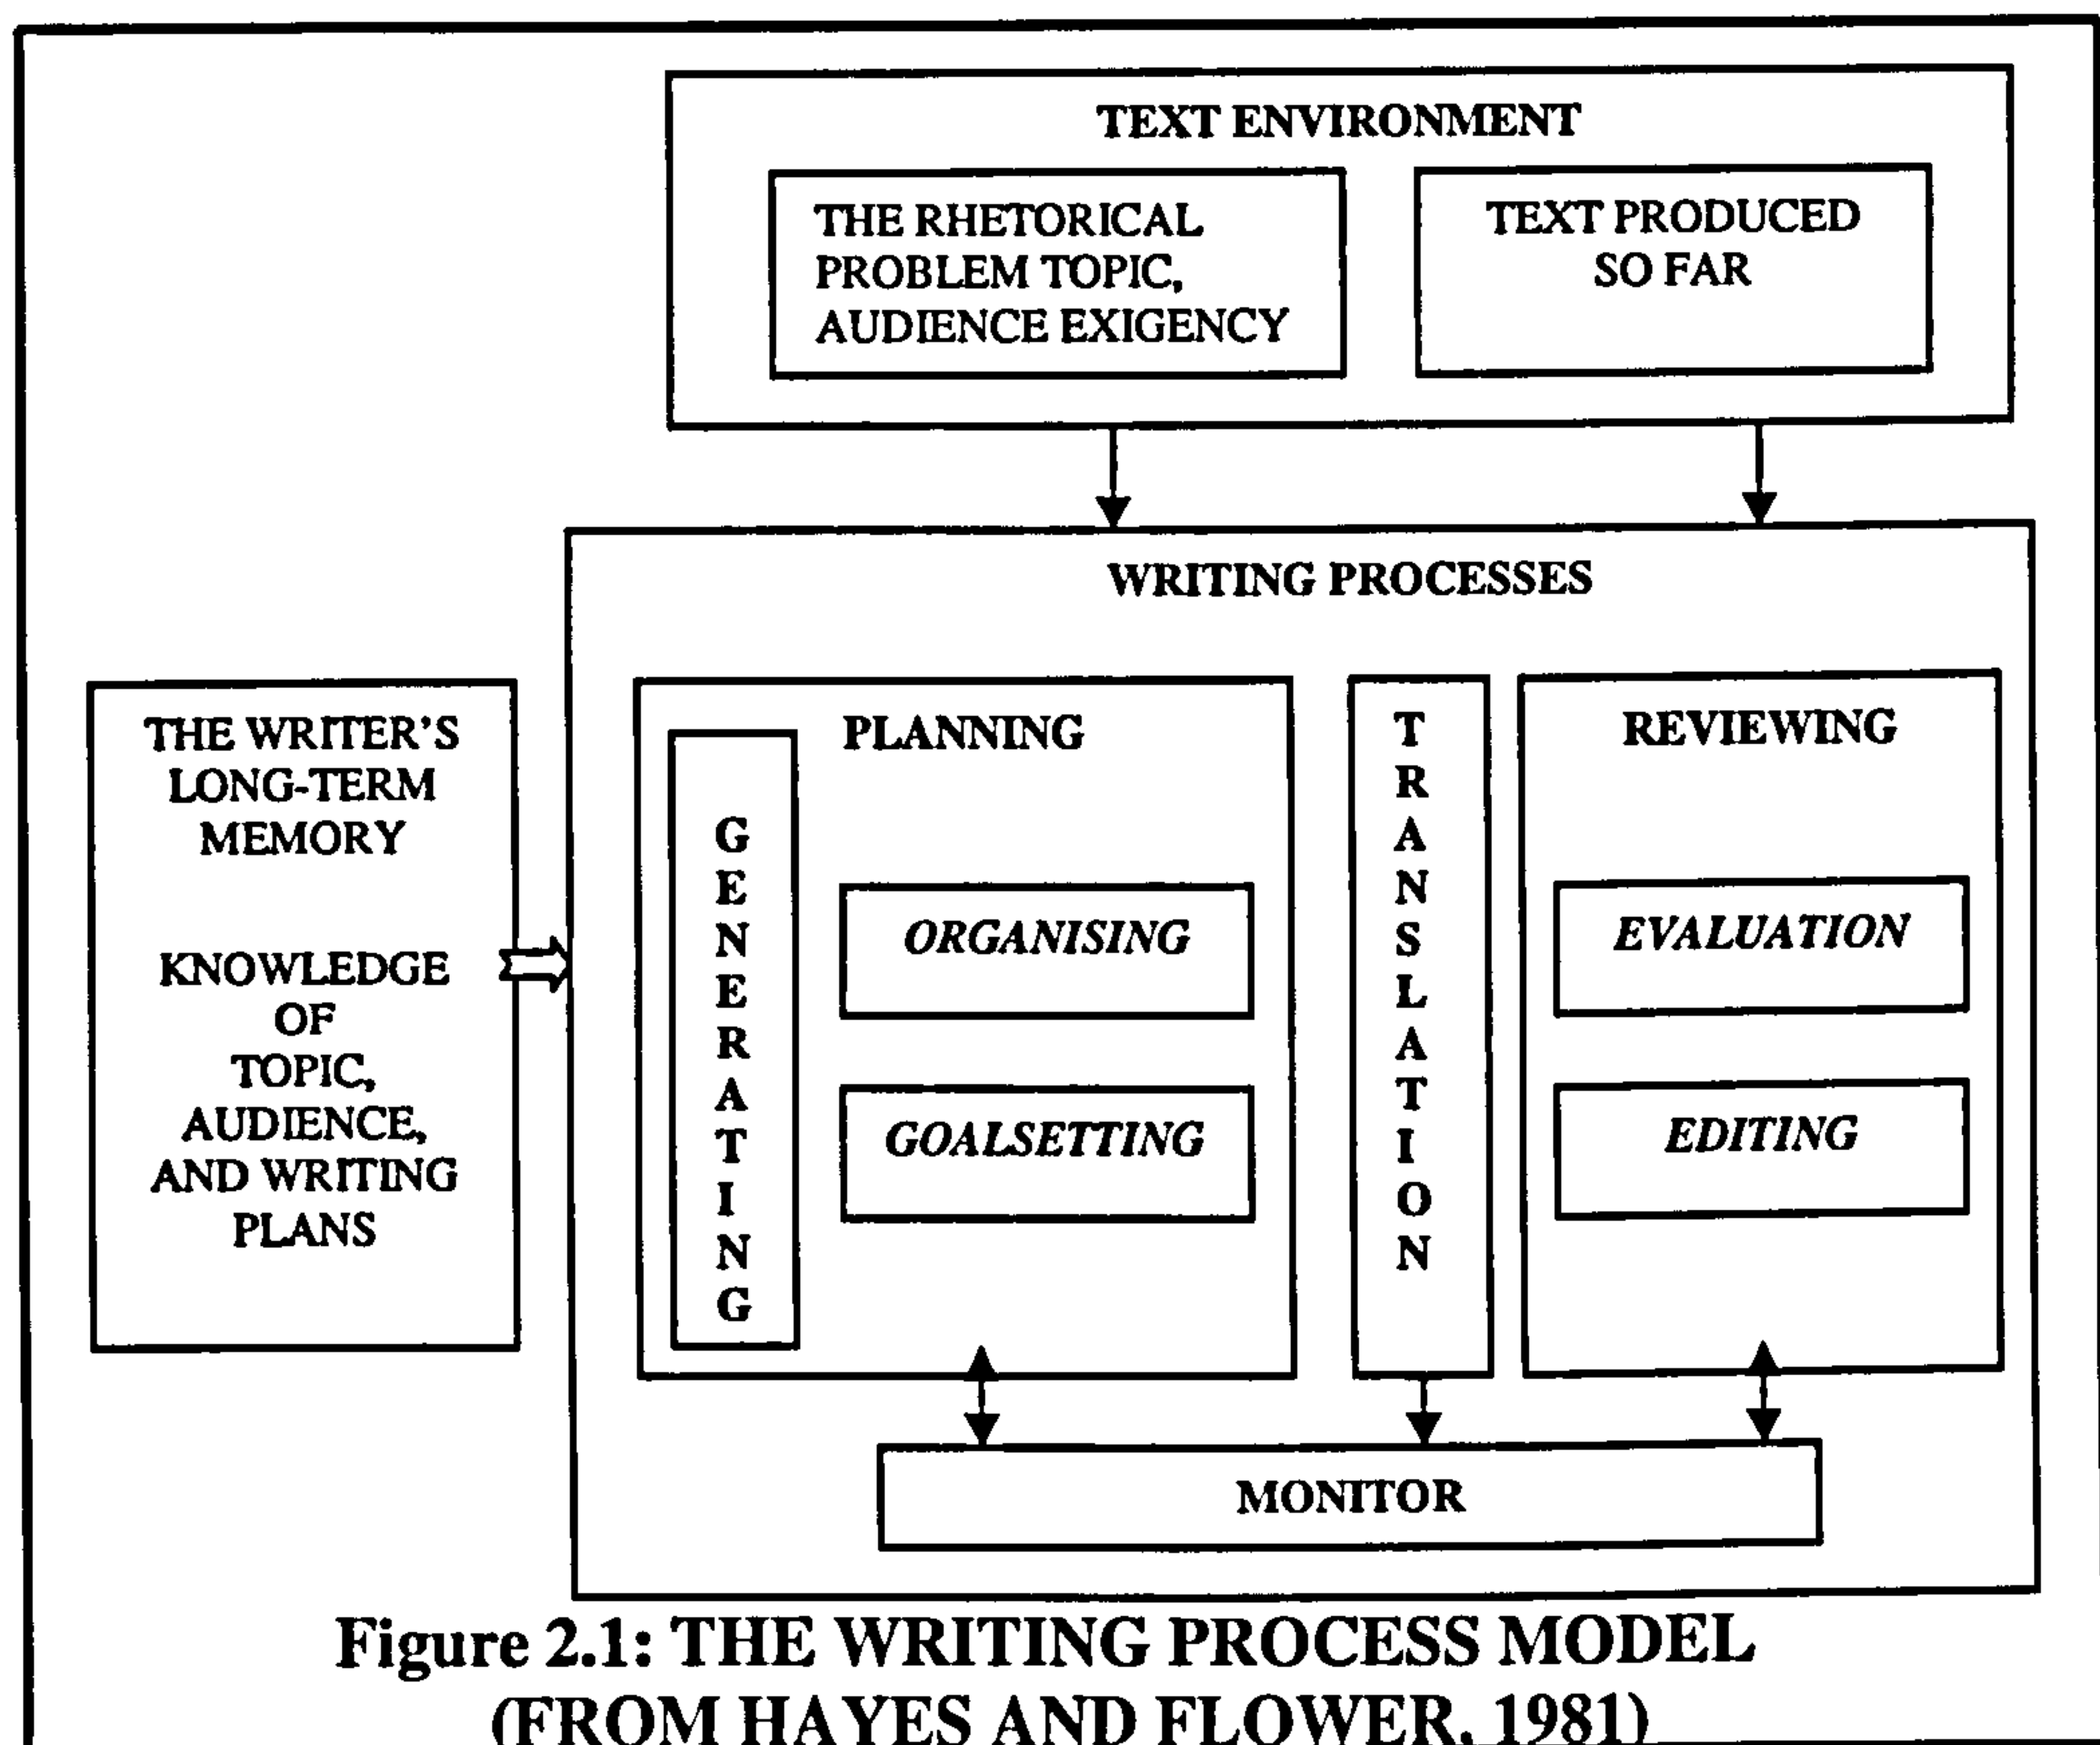 TEXT ENVIRONMENT
THE RHETORICAL
PROBLEM TOPIC,
AUDIENCE EXIGENCY
TEXT PRODUCED
SO FAR
WRITING PROCESSES
THE WRITER'S
LONG-TERM
MEMORY
KNOWLEDGE
OF
TOPIC,
AUDIENCE,
AND WRITING
PLANS
PLANNING
GENERATING
ORGANISING
GOALSETTING
TRANSLATION
REVIEWING
EVALUATION
EDITING
MONITOR
Figure 2.1: THE WRITING PROCESS MODEL
(FROM HAYES AND FLOWER, 1981)